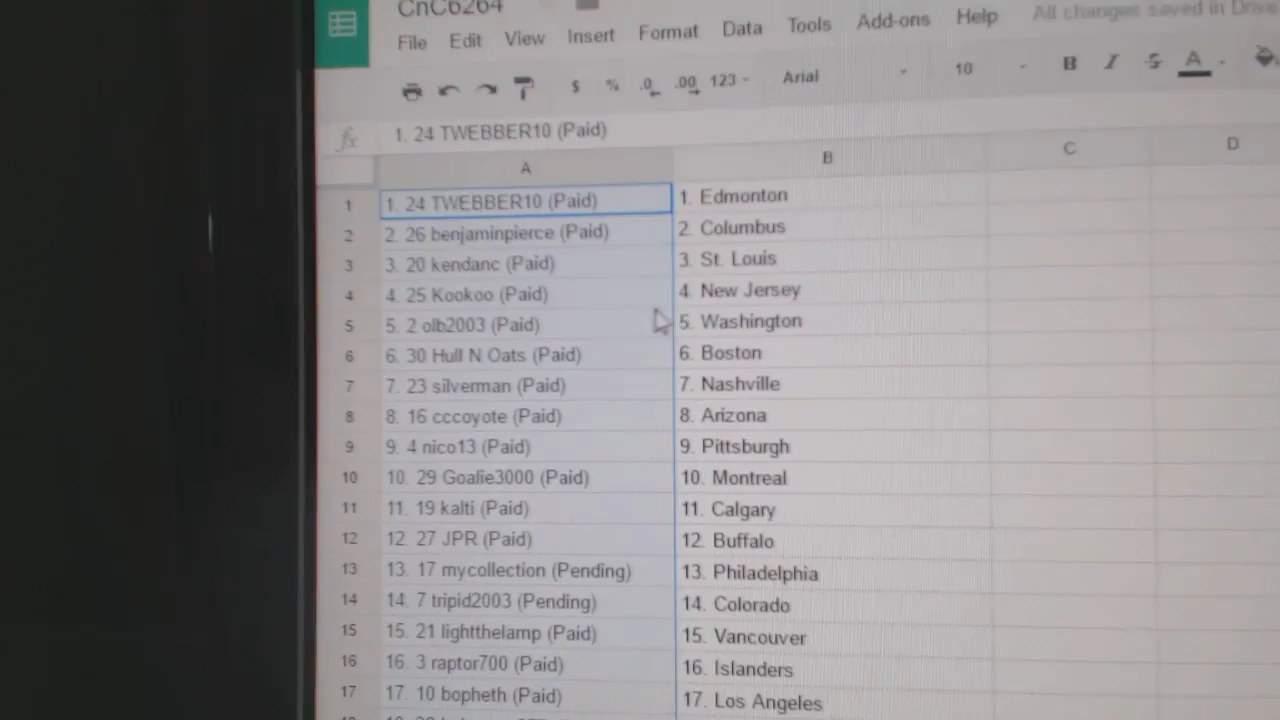 CnC6264
File Edit View Insert Format Data Tools Add-ons Help All changes saved in Drive
$ % .0 .00 123 Arial 10 B I S A
fx 1. 24 TWEBBER10 (Paid)
A B C D
1 1. 24 TWEBBER10 (Paid) 1. Edmonton
2 2. 26 benjaminpierce (Paid) 2. Columbus
3 3. 20 kendanc (Paid) 3. St. Louis
4 4. 25 Kookoo (Paid) 4. New Jersey
5 5. 2 olb2003 (Paid) 5. Washington
6 6. 30 Hull N Oats (Paid) 6. Boston
7 7. 23 silverman (Paid) 7. Nashville
8 8. 16 cccoyote (Paid) 8. Arizona
9 9. 4 nico13 (Paid) 9. Pittsburgh
10 10. 29 Goalie3000 (Paid) 10. Montreal
11 11. 19 kalti (Paid) 11. Calgary
12 12. 27 JPR (Paid) 12. Buffalo
13 13. 17 mycollection (Pending) 13. Philadelphia
14 14. 7 tripid2003 (Pending) 14. Colorado
15 15. 21 lightthelamp (Paid) 15. Vancouver
16 16. 3 raptor700 (Paid) 16. Islanders
17 17. 10 bopheth (Paid) 17. Los Angeles